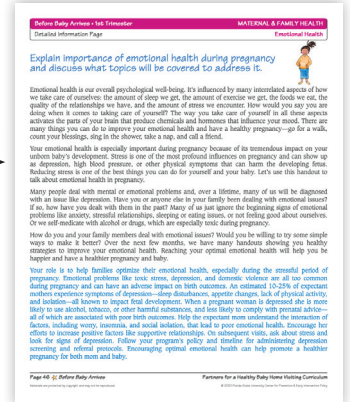 Before Baby Arrives • 1st Trimester MATERNAL & FAMILY HEALTH
Detailed Information Page Emotional Health
Explain importance of emotional health during pregnancy
and discuss what topics will be covered to address it.
Emotional health is our overall psychological well-being. It's influenced by many interrelated aspects of how
we take care of ourselves: the amount of sleep we get, the amount of exercise we get, the foods we eat, the
quality of the relationships we have, and the amount of stress we encounter. How would you say you are
doing when it comes to taking care of yourself? The way you take care of yourself in all these aspects
activates the parts of your brain that produce chemicals and hormones that influence your mood. There are
many things you can do to improve your emotional health and have a healthy pregnancy—go for a walk,
count your blessings, sing in the shower, take a nap, and call a friend.
Your emotional health is especially important during pregnancy because of its tremendous impact on your
unborn baby's development. Stress is one of the most profound influences on pregnancy and can show up
as depression, high blood pressure, or other physical symptoms that can harm the developing fetus.
Reducing stress is one of the best things you can do for yourself and your baby. Let's use this handout to
talk about emotional health in pregnancy.
Many people deal with mental or emotional problems and, over a lifetime, many of us will be diagnosed
with an issue like depression. Have you or anyone else in your family been dealing with emotional issues?
If so, how have you dealt with them in the past? Many of us just ignore the beginning signs of emotional
problems like anxiety, stressful relationships, sleeping or eating issues, or not feeling good about ourselves.
Or we self-medicate with alcohol or drugs, which are especially toxic during pregnancy.
How do you and your family members deal with emotional issues? Would you be willing to try some simple
ways to make it better? Over the next few months, we have many handouts showing you healthy
strategies to improve your emotional health. Reaching your optimal emotional health will help you be
happier and have a healthier pregnancy and baby.
Your role is to help families optimize their emotional health, especially during the stressful period of
pregnancy. Emotional problems like toxic stress, depression, and domestic violence are all too common
during pregnancy and can have an adverse impact on birth outcomes. An estimated 10-25% of expectant
mothers experience symptoms of depression—sleep disturbances, appetite changes, lack of physical activity,
and isolation—all known to impact fetal development. When a pregnant woman is depressed she is more
likely to use alcohol, tobacco, or other harmful substances, and less likely to comply with prenatal advice—
all of which are associated with poor birth outcomes. Help the expectant mom understand the interaction of
factors, including worry, insomnia, and social isolation, that lead to poor emotional health. Encourage her
efforts to increase positive factors like supportive relationships. On subsequent visits, ask about stress and
look for signs of depression. Follow your program's policy and timeline for administering depression
screening and referral protocols. Encouraging optimal emotional health can help promote a healthier
pregnancy for both mom and baby.
Page 48 Before Baby Arrives Partners for a Healthy Baby Home Visiting Curriculum